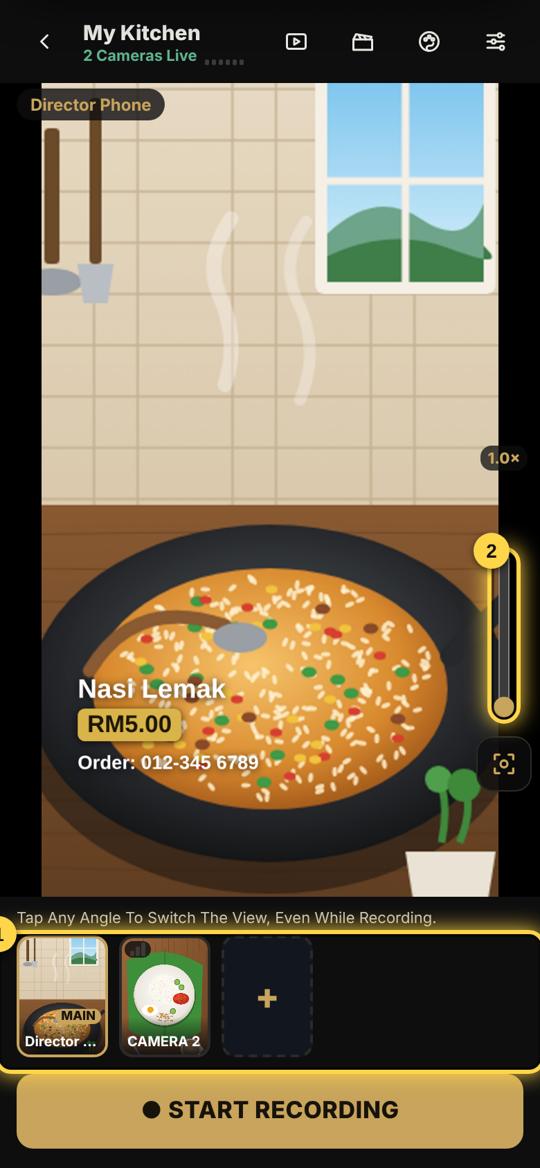 My Kitchen
2 Cameras Live
Director Phone
1.0×
2
Nasi Lemak
RM5.00
Order: 012-345 6789
Tap Any Angle To Switch The View, Even While Recording.
1
MAIN
Director ...
CAMERA 2
+
START RECORDING